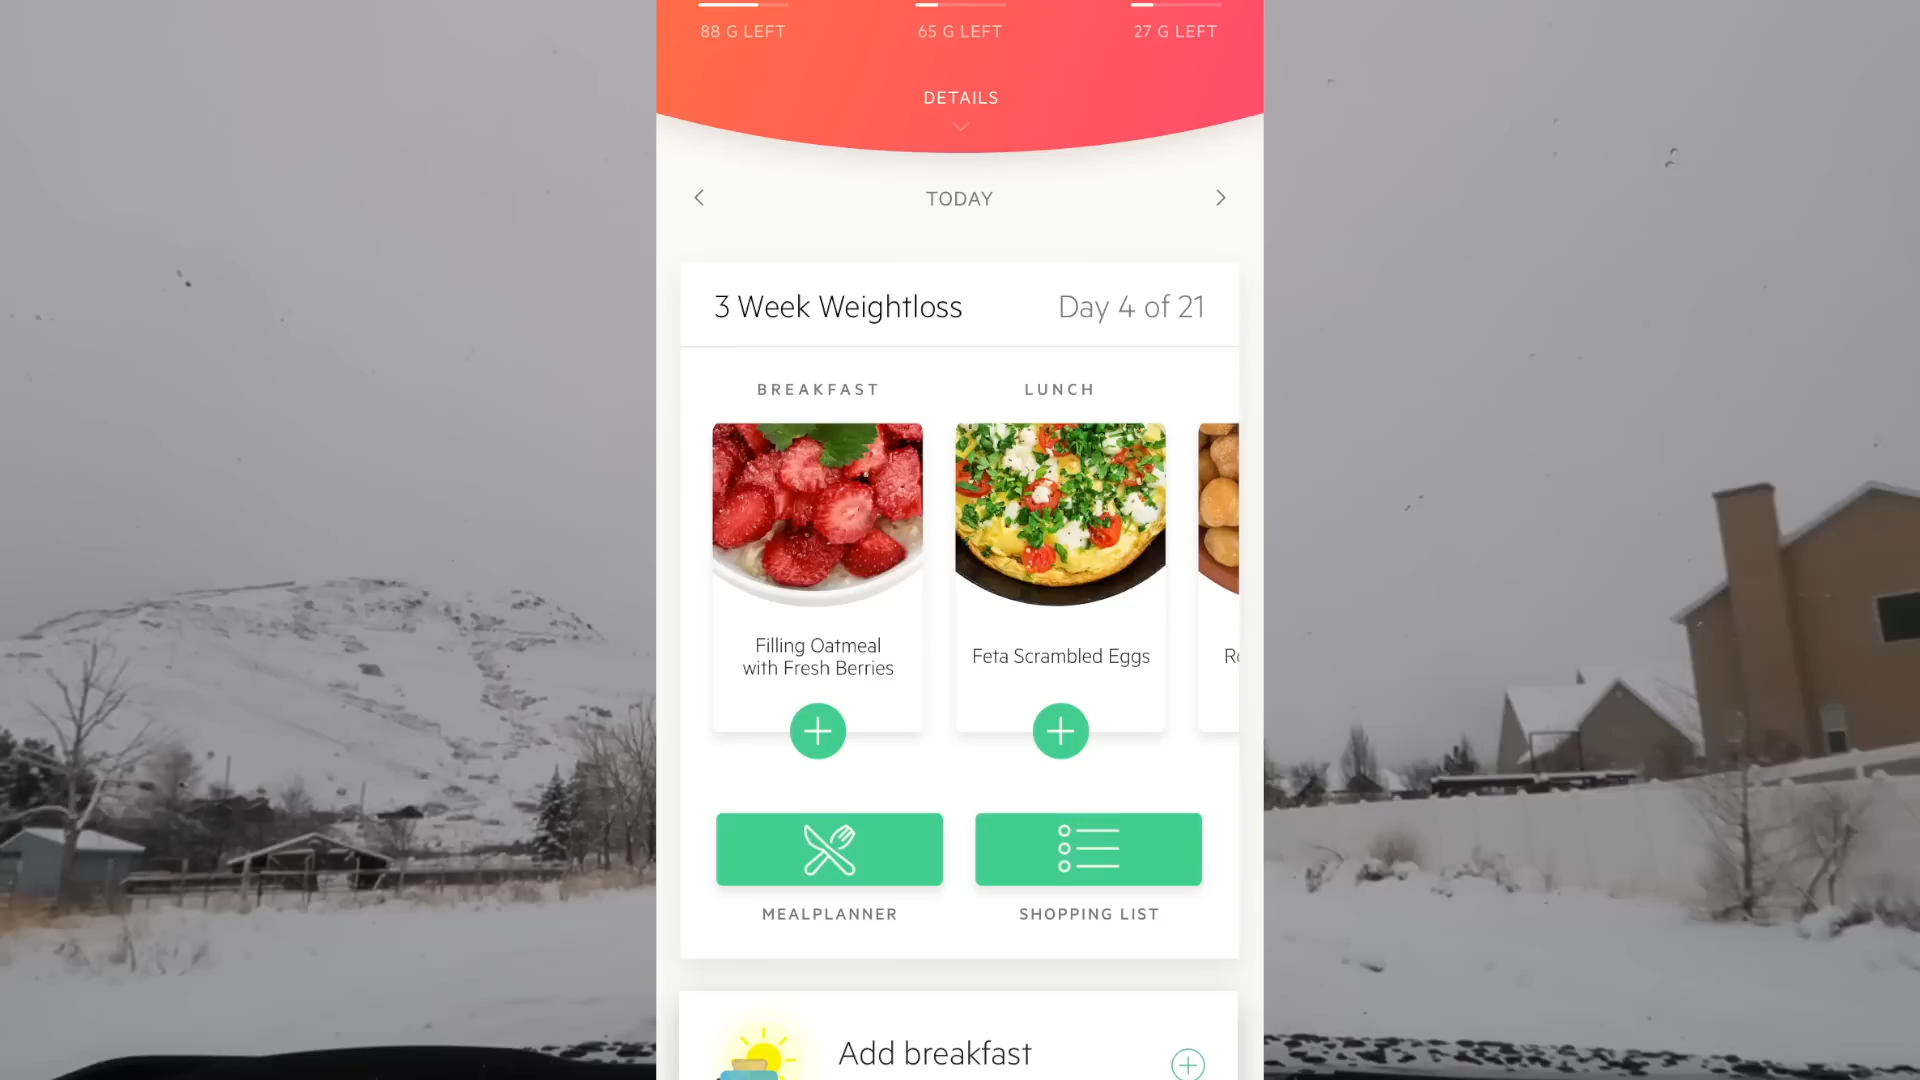 88 G LEFT 65 G LEFT 27 G LEFT
DETAILS
TODAY
3 Week Weightloss Day 4 of 21
BREAKFAST LUNCH
Filling Oatmeal
with Fresh Berries
Feta Scrambled Eggs
MEALPLANNER SHOPPING LIST
Add breakfast